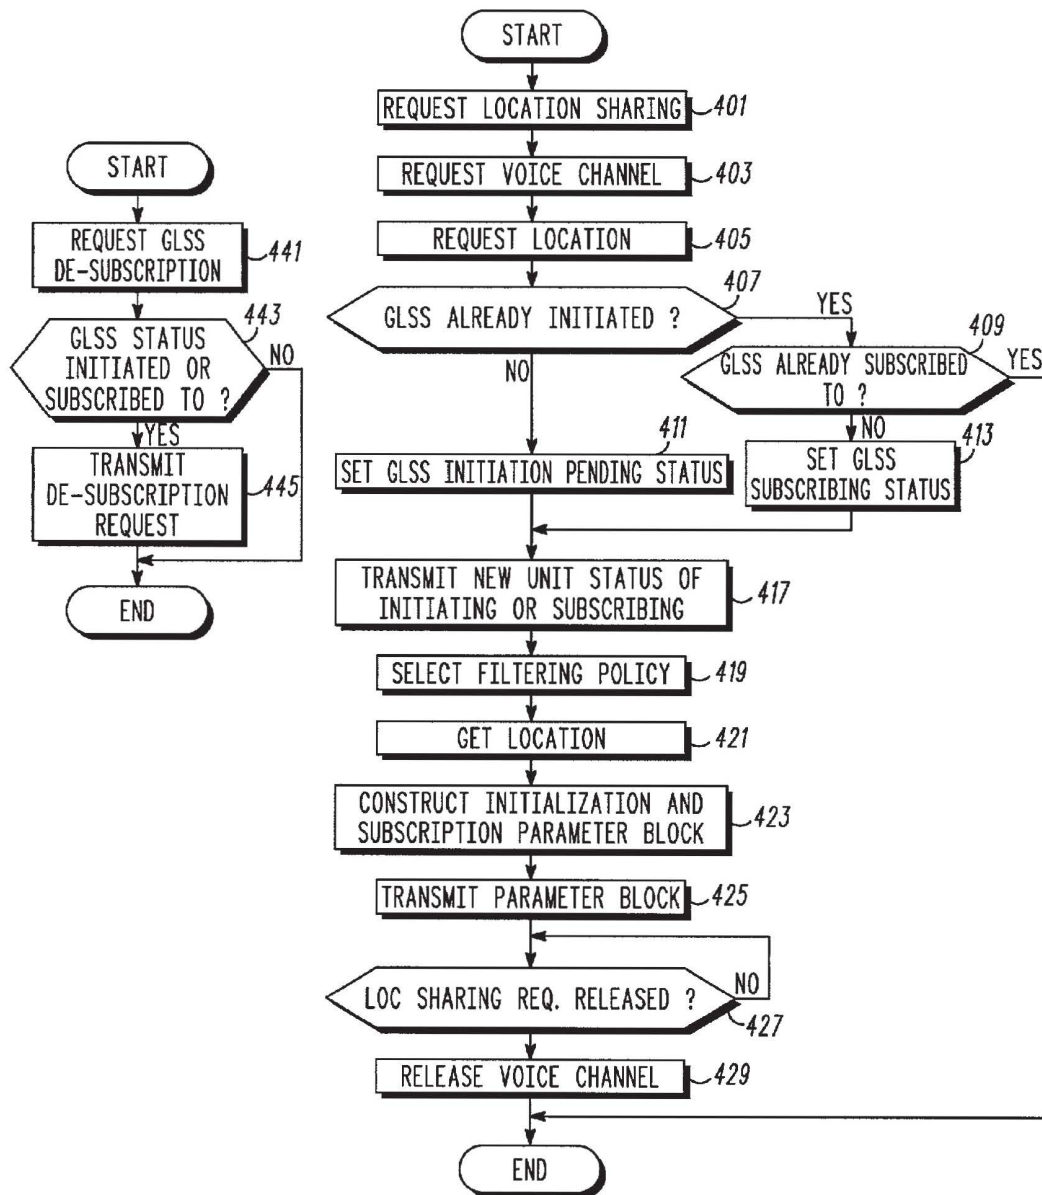 START
REQUEST GLSS
DE-SUBSCRIPTION
441
GLSS STATUS
INITIATED OR
SUBSCRIBED TO ?
443
NO
YES
TRANSMIT
DE-SUBSCRIPTION
REQUEST
445
END
START
REQUEST LOCATION SHARING
401
REQUEST VOICE CHANNEL
403
REQUEST LOCATION
405
GLSS ALREADY INITIATED ?
407
YES
NO
GLSS ALREADY SUBSCRIBED
TO ?
409
YES
NO
SET GLSS INITIATION PENDING STATUS
411
SET GLSS
SUBSCRIBING STATUS
413
TRANSMIT NEW UNIT STATUS OF
INITIATING OR SUBSCRIBING
417
SELECT FILTERING POLICY
419
GET LOCATION
421
CONSTRUCT INITIALIZATION AND
SUBSCRIPTION PARAMETER BLOCK
423
TRANSMIT PARAMETER BLOCK
425
LOC SHARING REQ. RELEASED ?
NO
427
RELEASE VOICE CHANNEL
429
END